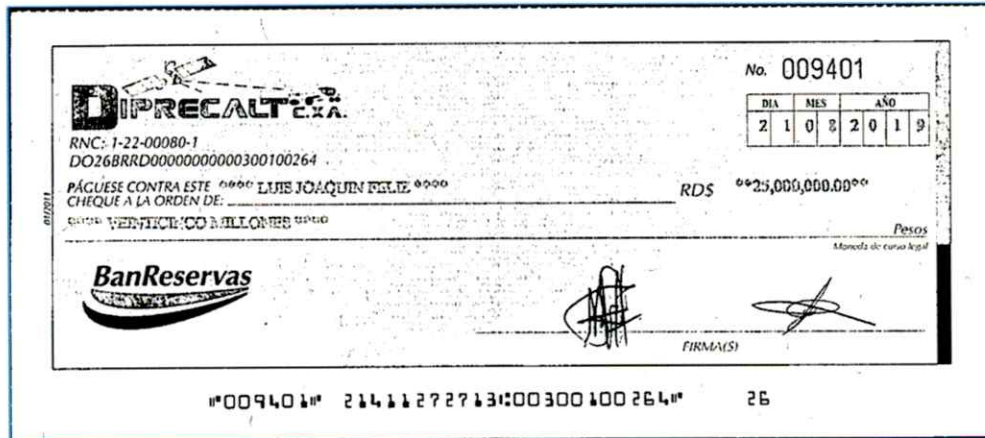 No. 009401
DIPRECALT C.XA.
DIA MES AÑO
2 1 0 8 2 0 1 9
RNC: 1-22-00080-1
DO26BRRD00000000000300100264
PÁGUESE CONTRA ESTE CHEQUE A LA ORDEN DE: **** LUIS JOAQUIN FELIZ **** RD$ **25,000,000.00**
**** VEINTICINCO MILLONES ****
Pesos
Moneda de curso legal
BanReservas
FIRMA(S)
⑈009401⑈ 21411272713⑆00300100264⑈ 26